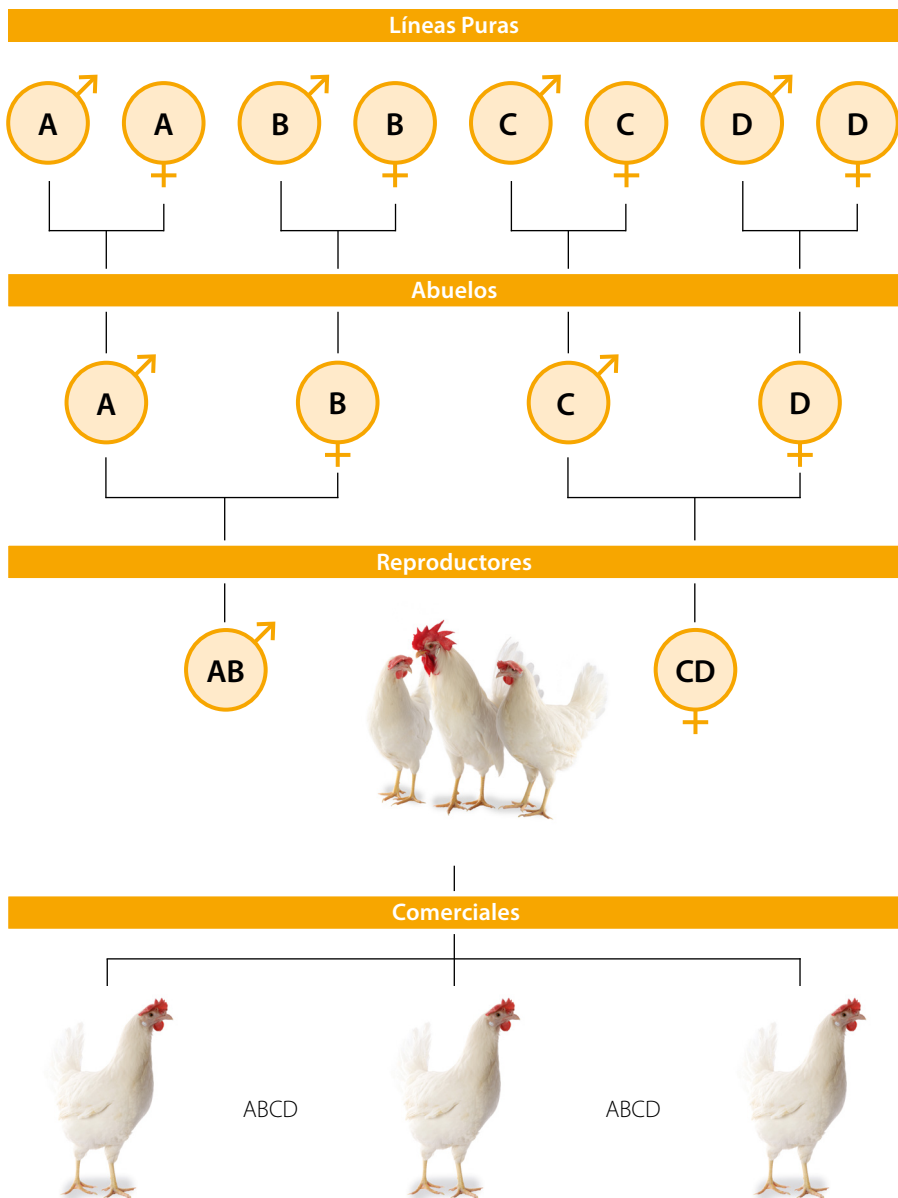 Líneas Puras
A A B B C C D D
Abuelos
A B C D
Reproductores
AB CD
Comerciales
ABCD ABCD